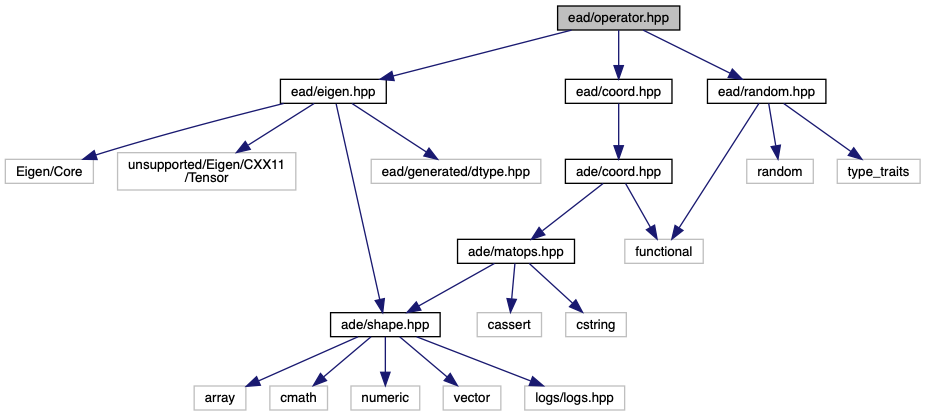 ead/operator.hpp
ead/eigen.hpp
ead/coord.hpp
ead/random.hpp
Eigen/Core
unsupported/Eigen/CXX11
/Tensor
ead/generated/dtype.hpp
ade/coord.hpp
random
type_traits
ade/matops.hpp
functional
ade/shape.hpp
cassert
cstring
array
cmath
numeric
vector
logs/logs.hpp